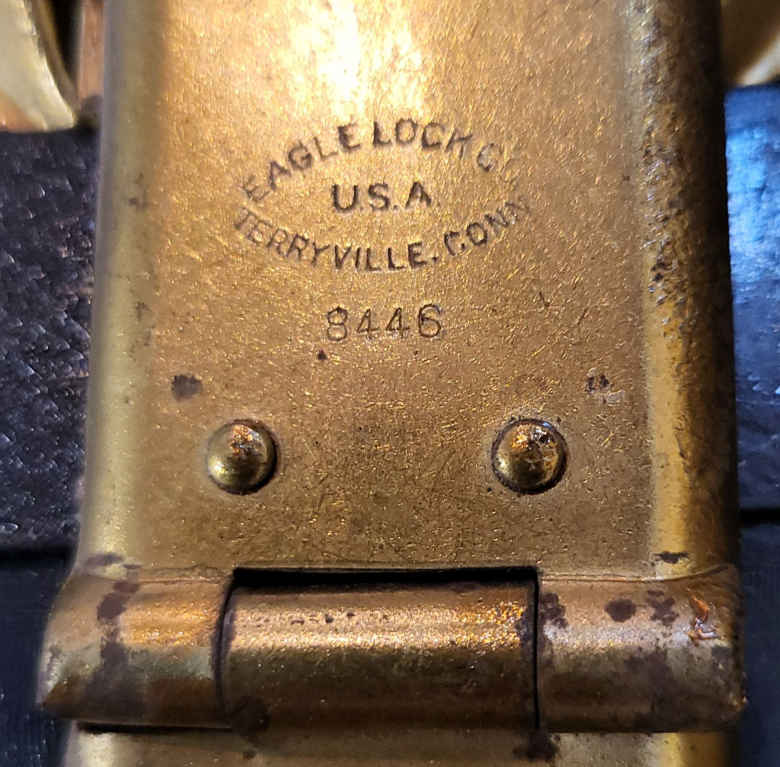 EAGLE LOCK CO
U.S.A.
TERRYVILLE, CONN
8446